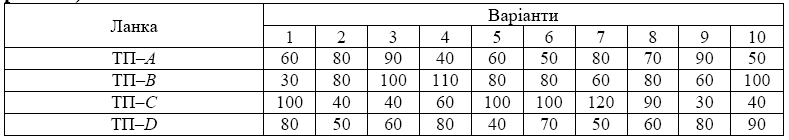 Ланка Варіанти
1 2 3 4 5 6 7 8 9 10
ТП–A 60 80 90 40 60 50 80 70 90 50
ТП–B 30 80 100 110 80 80 60 80 60 100
ТП–C 100 40 40 60 100 100 120 90 30 40
ТП–D 80 50 60 80 40 70 50 60 80 90